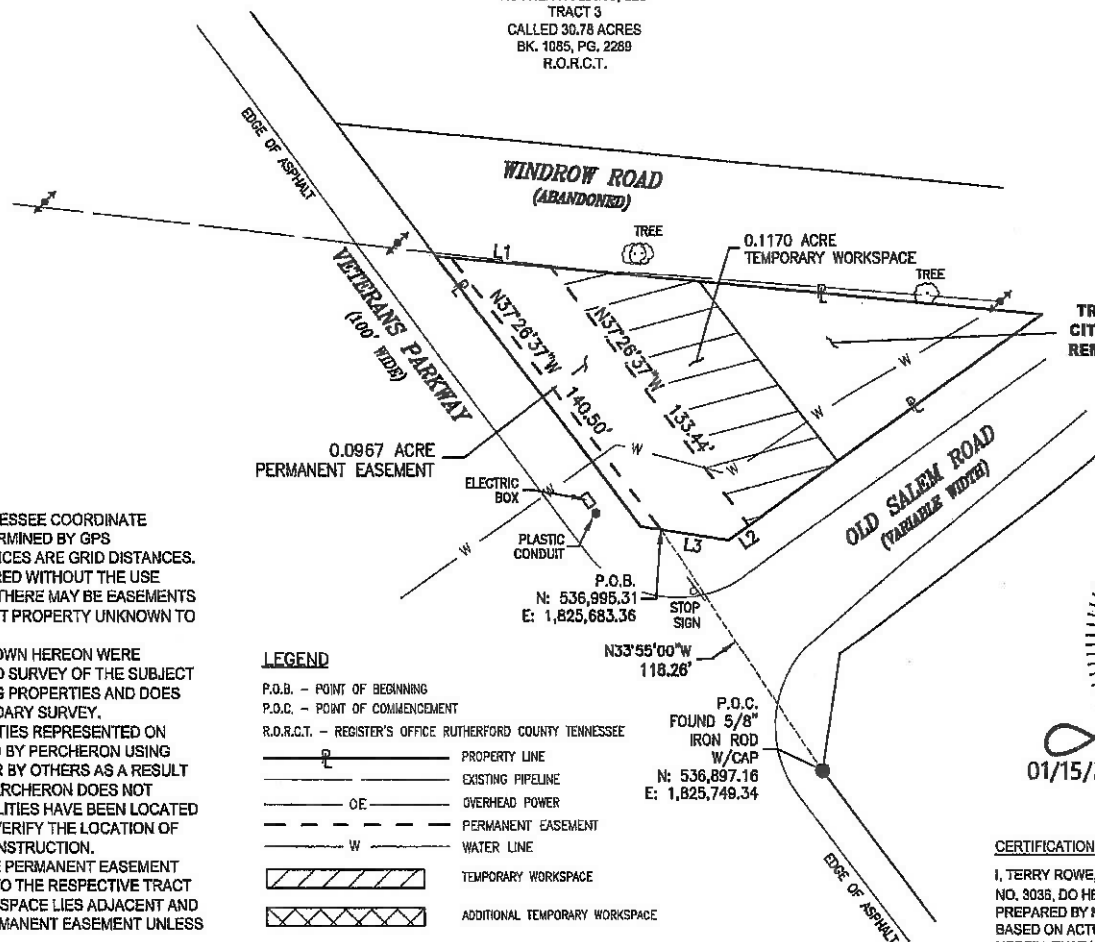 TRACT 3
CALLED 30.78 ACRES
BK. 1085, PG. 2289
R.O.R.C.T.
EDGE OF ASPHALT
WINDROW ROAD
(ABANDONED)
TREE
0.1170 ACRE
TEMPORARY WORKSPACE
TREE
L1
VETERANS PARKWAY
(100' WIDE)
N37°26'37"W
140.50'
N37°26'37"W
133.44'
W
W
W
W
W
0.0967 ACRE
PERMANENT EASEMENT
ELECTRIC
BOX
PLASTIC
CONDUIT
L3
L2
OLD SALEM ROAD
(VARIABLE WIDTH)
P.O.B.
N: 536,995.31
E: 1,825,683.36
STOP
SIGN
N33°55'00"W
118.26'
P.O.C.
FOUND 5/8"
IRON ROD
W/CAP
N: 536,897.16
E: 1,825,749.34
EDGE OF ASPHALT
TR
CIT
REM
ESSEE COORDINATE
RMINED BY GPS
ICES ARE GRID DISTANCES.
RED WITHOUT THE USE
THERE MAY BE EASEMENTS
T PROPERTY UNKNOWN TO
OWN HEREON WERE
D SURVEY OF THE SUBJECT
G PROPERTIES AND DOES
DARY SURVEY.
TIES REPRESENTED ON
D BY PERCHERON USING
R BY OTHERS AS A RESULT
ERCHERON DOES NOT
LITIES HAVE BEEN LOCATED
VERIFY THE LOCATION OF
NSTRUCTION.
E PERMANENT EASEMENT
TO THE RESPECTIVE TRACT
SPACE LIES ADJACENT AND
MANENT EASEMENT UNLESS
LEGEND
P.O.B. - POINT OF BEGINNING
P.O.C. - POINT OF COMMENCEMENT
R.O.R.C.T. - REGISTER'S OFFICE RUTHERFORD COUNTY TENNESSEE
PL PROPERTY LINE
EXISTING PIPELINE
OE OVERHEAD POWER
PERMANENT EASEMENT
W WATER LINE
TEMPORARY WORKSPACE
ADDITIONAL TEMPORARY WORKSPACE
01/15/
CERTIFICATION
I, TERRY ROWE,
NO. 3036, DO HE
PREPARED BY M
BASED ON ACTU